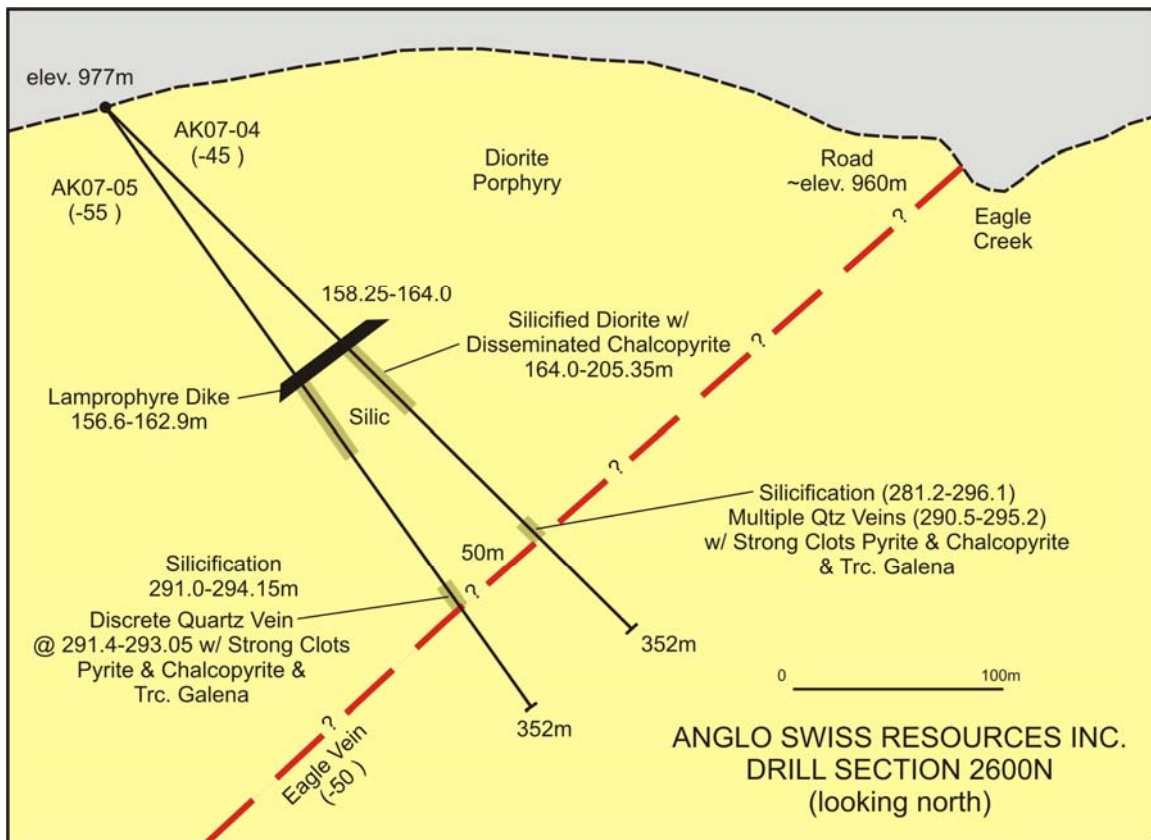 elev. 977m
AK07-04
(-45 )
AK07-05
(-55 )
Diorite
Porphyry
Road
~elev. 960m
Eagle
Creek
?
158.25-164.0
Silicified Diorite w/
Disseminated Chalcopyrite
164.0-205.35m
Lamprophyre Dike
156.6-162.9m
Silic
?
Silicification (281.2-296.1)
Multiple Qtz Veins (290.5-295.2)
w/ Strong Clots Pyrite & Chalcopyrite
& Trc. Galena
50m
?
Silicification
291.0-294.15m
Discrete Quartz Vein
@ 291.4-293.05 w/ Strong Clots
Pyrite & Chalcopyrite &
Trc. Galena
352m
352m
?
Eagle Vein
(-50 )
0
100m
ANGLO SWISS RESOURCES INC.
DRILL SECTION 2600N
(looking north)